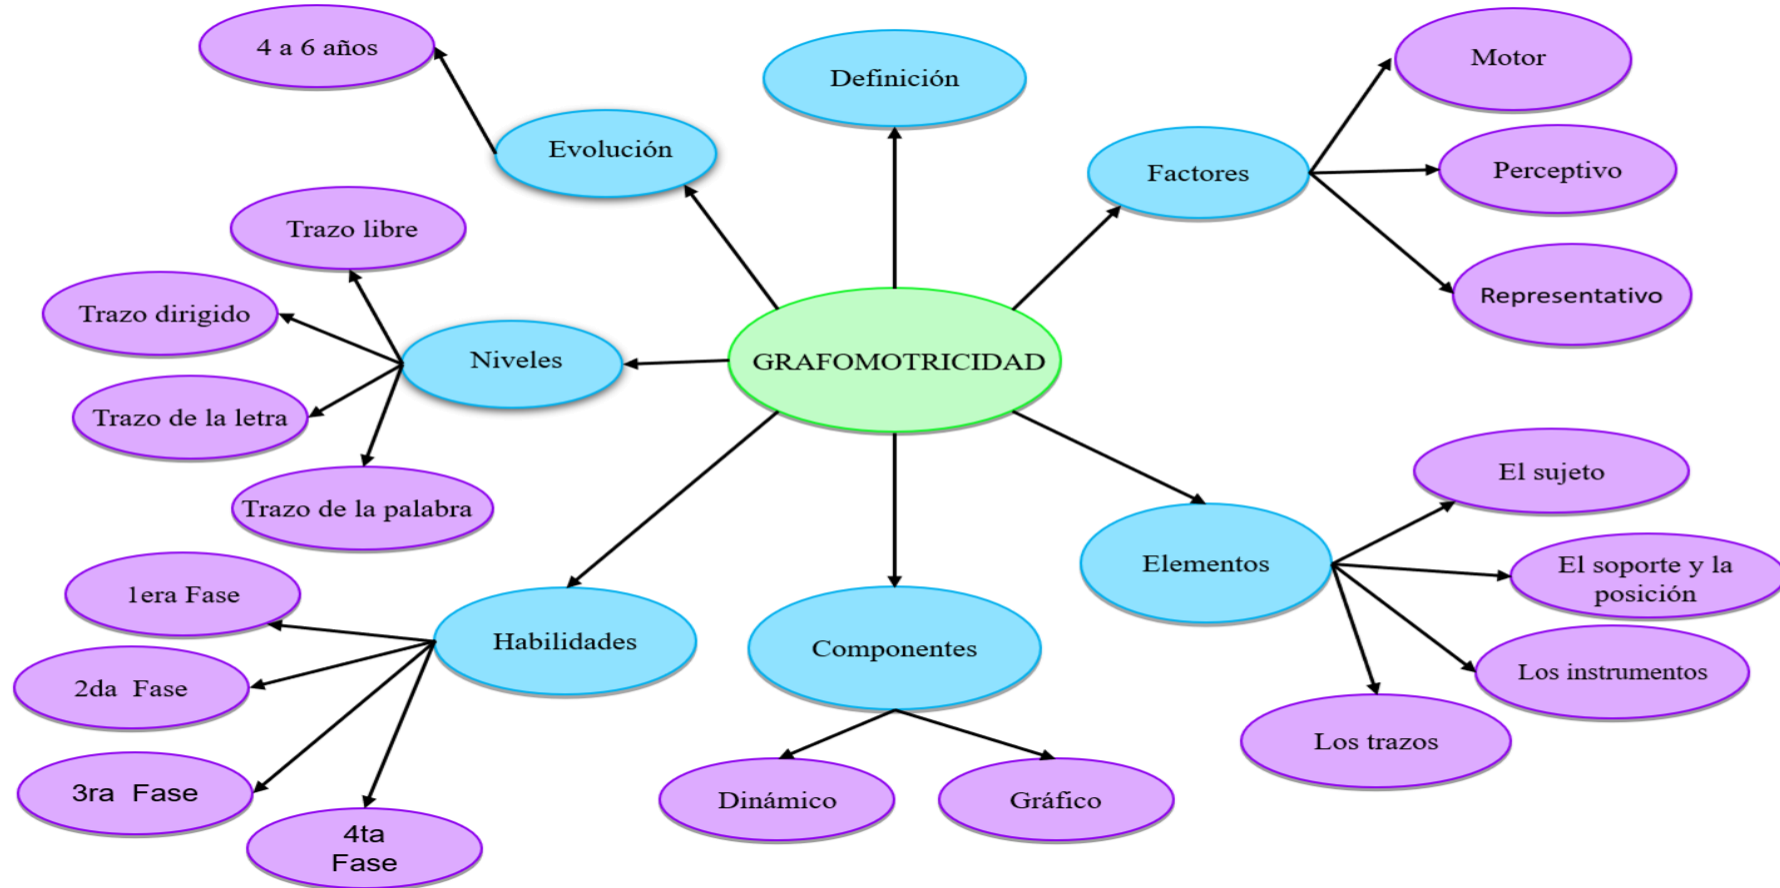 4 a 6 años
Definición
Motor
Evolución
Factores
Perceptivo
Trazo libre
Representativo
Trazo dirigido
Niveles
GRAFOMOTRICIDAD
Trazo de la letra
Trazo de la palabra
El sujeto
Elementos
El soporte y la
posición
1era Fase
Habilidades
Componentes
Los instrumentos
2da  Fase
Los trazos
3ra  Fase
Dinámico
Gráfico
4ta
Fase